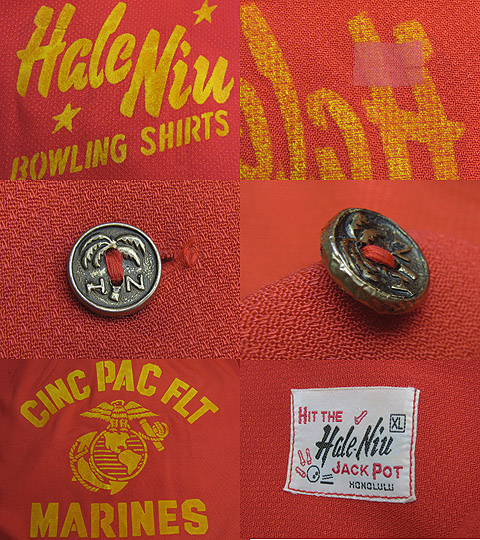 Hale Niu
BOWLING SHIRTS
H N
CINC PAC FLT
MARINES
HIT THE
XL
Hale-Niu
JACK POT
HONOLULU